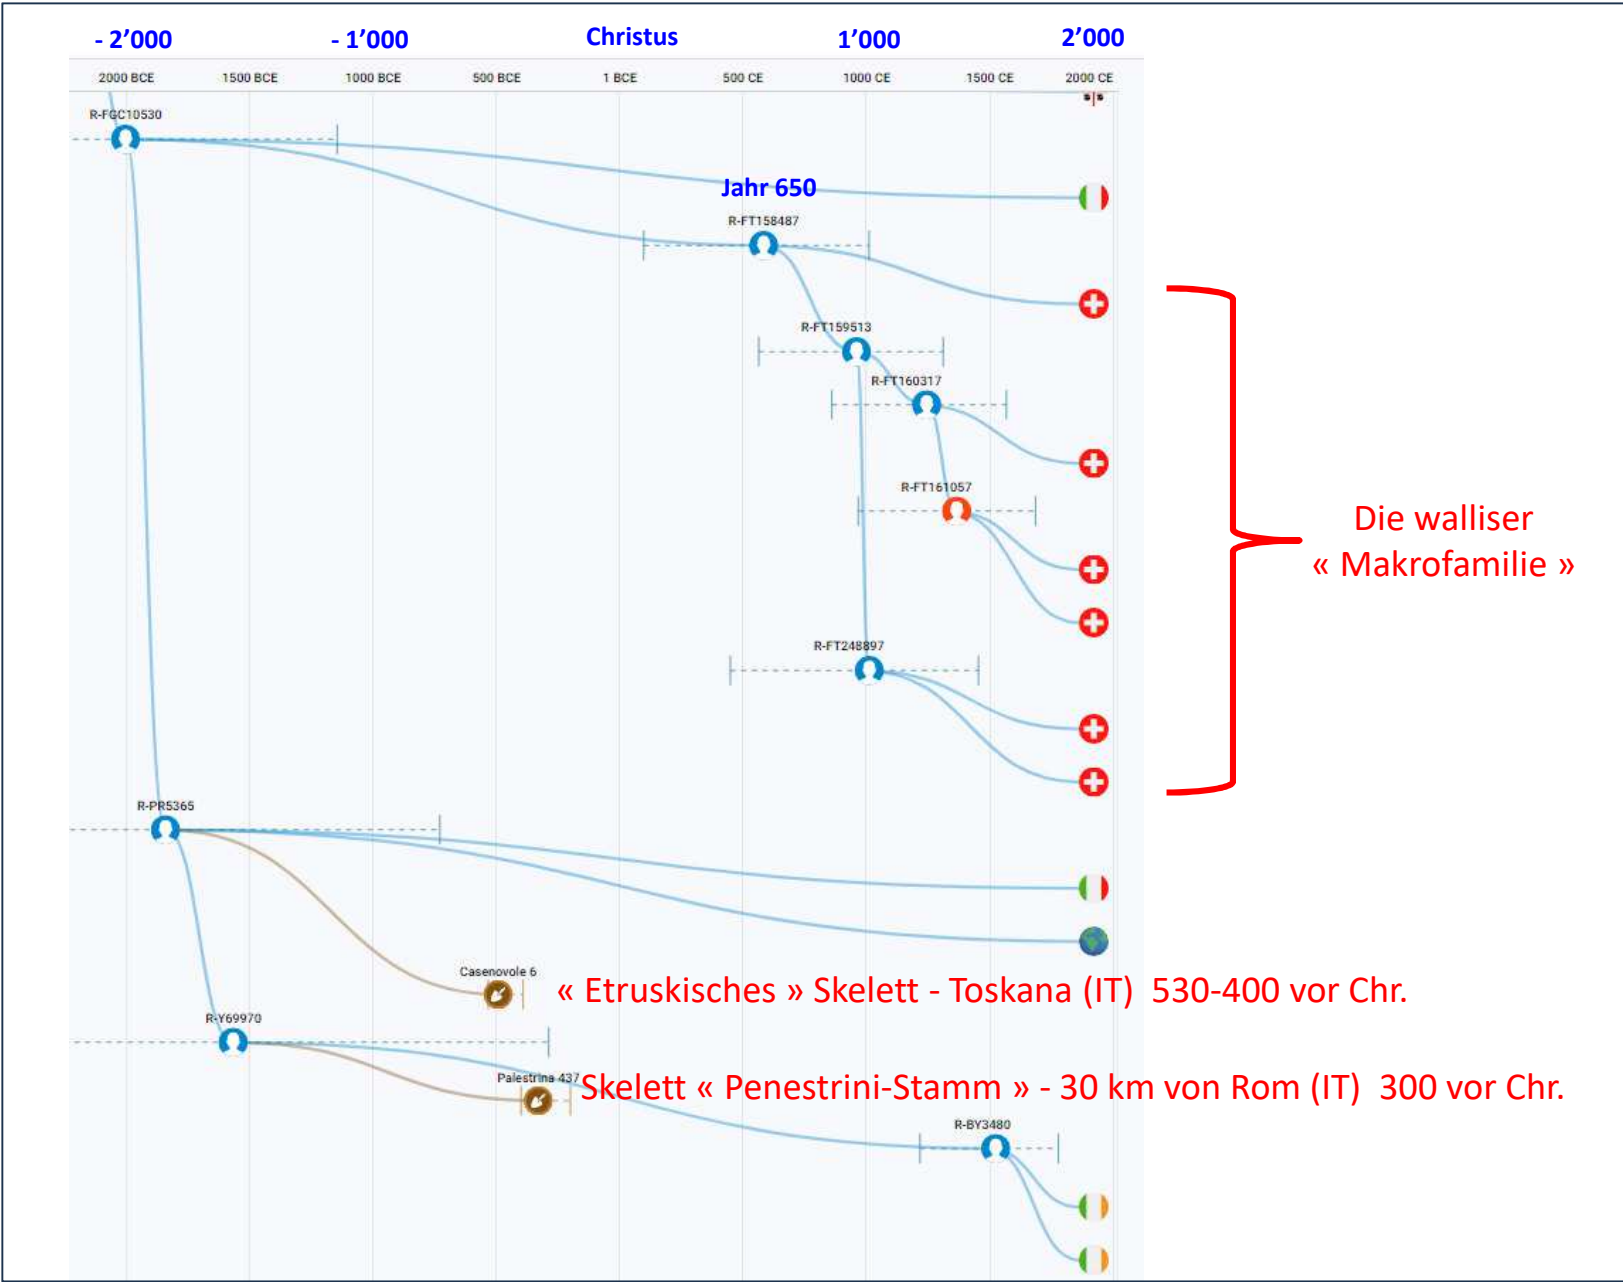 - 2’000 - 1’000 Christus 1’000 2’000
2000 BCE 1500 BCE 1000 BCE 500 BCE 1 BCE 500 CE 1000 CE 1500 CE 2000 CE
R-FGC10530
Jahr 650
R-FT158487
R-FT159513
R-FT160317
R-FT161057
Die walliser
« Makrofamilie »
R-FT248897
R-PR5365
Casenovole 6
« Etruskisches » Skelett - Toskana (IT) 530-400 vor Chr.
R-Y69970
Palestrina 437
Skelett « Penestrini-Stamm » - 30 km von Rom (IT) 300 vor Chr.
R-BY3480